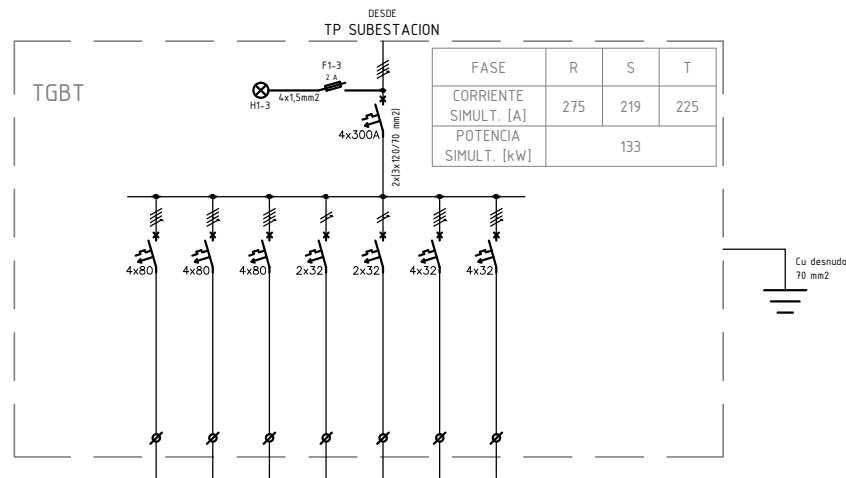 DESDE
TP SUBESTACION
TGBT
F1-3
2 A
H1-3
4x1,5mm2
4x300A
2x(3x120/70 mm2)
FASE R S T
CORRIENTE
SIMULT. [A]
275 219 225
POTENCIA
SIMULT. [kW]
133
4x80 4x80 4x80 2x32 2x32 4x32 4x32
Cu desnudo
70 mm2